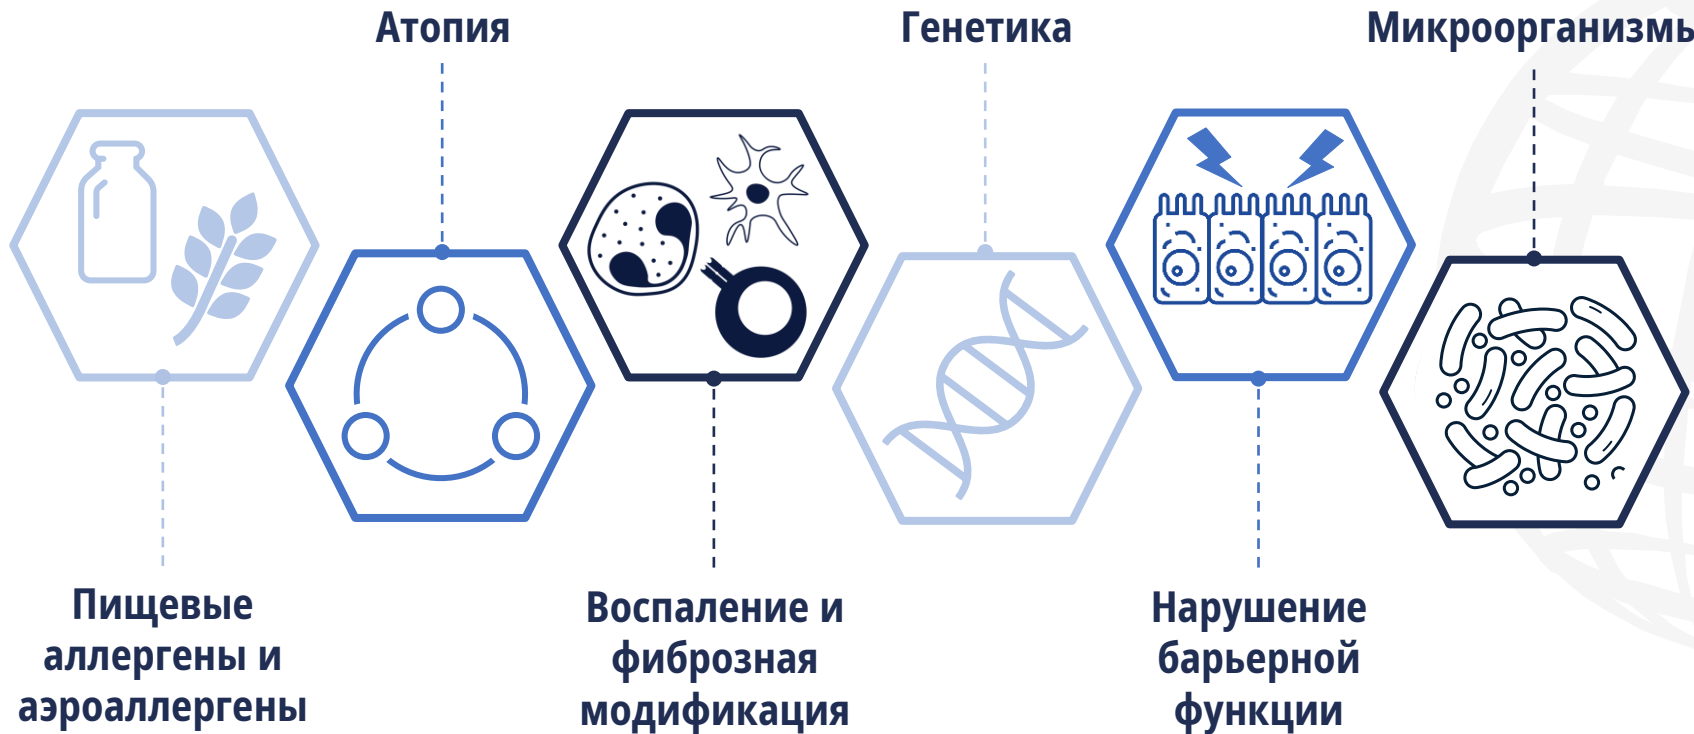 Атопия
Генетика
Микроорганизмы
Пищевые
аллергены и
аэроаллергены
Воспаление и
фиброзная
модификация
Нарушение
барьерной
функции